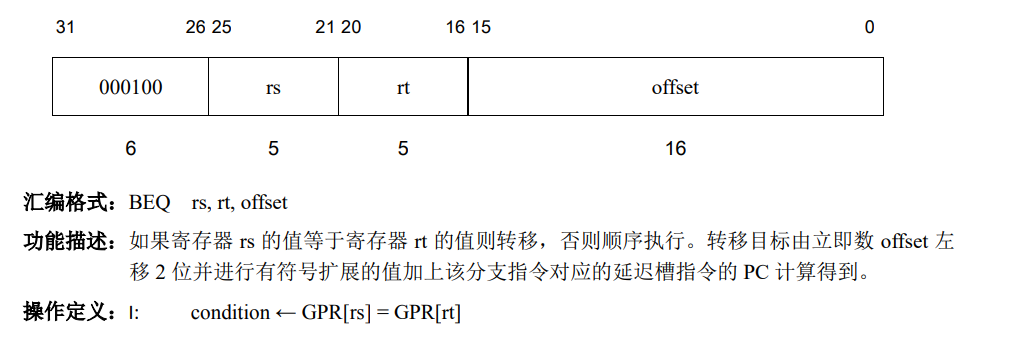 31 26 25 21 20 16 15 0
000100 rs rt offset
6 5 5 16
汇编格式：BEQ rs, rt, offset
功能描述：如果寄存器 rs 的值等于寄存器 rt 的值则转移，否则顺序执行。转移目标由立即数 offset 左
移 2 位并进行有符号扩展的值加上该分支指令对应的延迟槽指令的 PC 计算得到。
操作定义：I: condition ← GPR[rs] = GPR[rt]